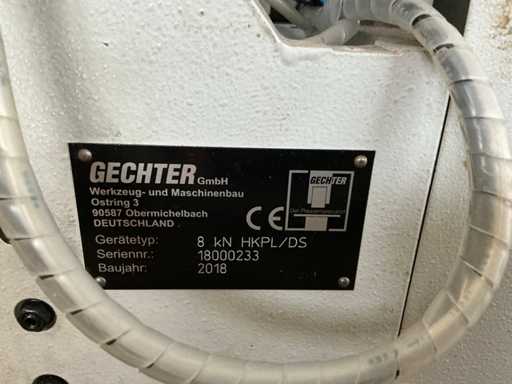 GECHTER GmbH
Werkzeug- und Maschinenbau
Ostring 3
90587 Obermichelbach
DEUTSCHLAND
GECHTER
CE
Gerätetyp: 8 kN HKPL/DS
Seriennr.: 18000233
Baujahr: 2018